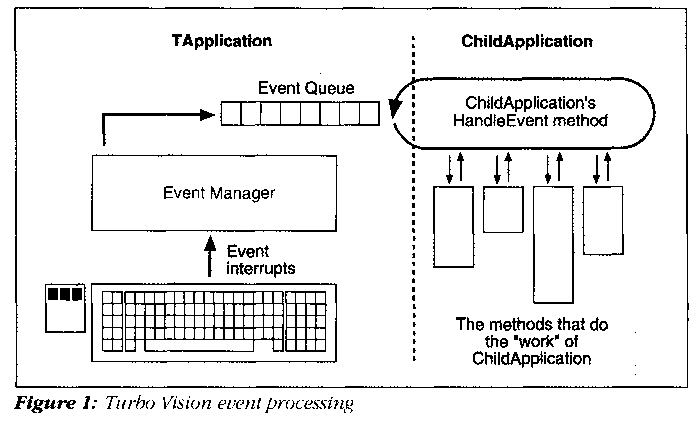 TApplication
ChildApplication
Event Queue
ChildApplication's
HandleEvent method
Event Manager
Event
interrupts
The methods that do
the "work" of
ChildApplication
Figure 1: Turbo Vision event processing